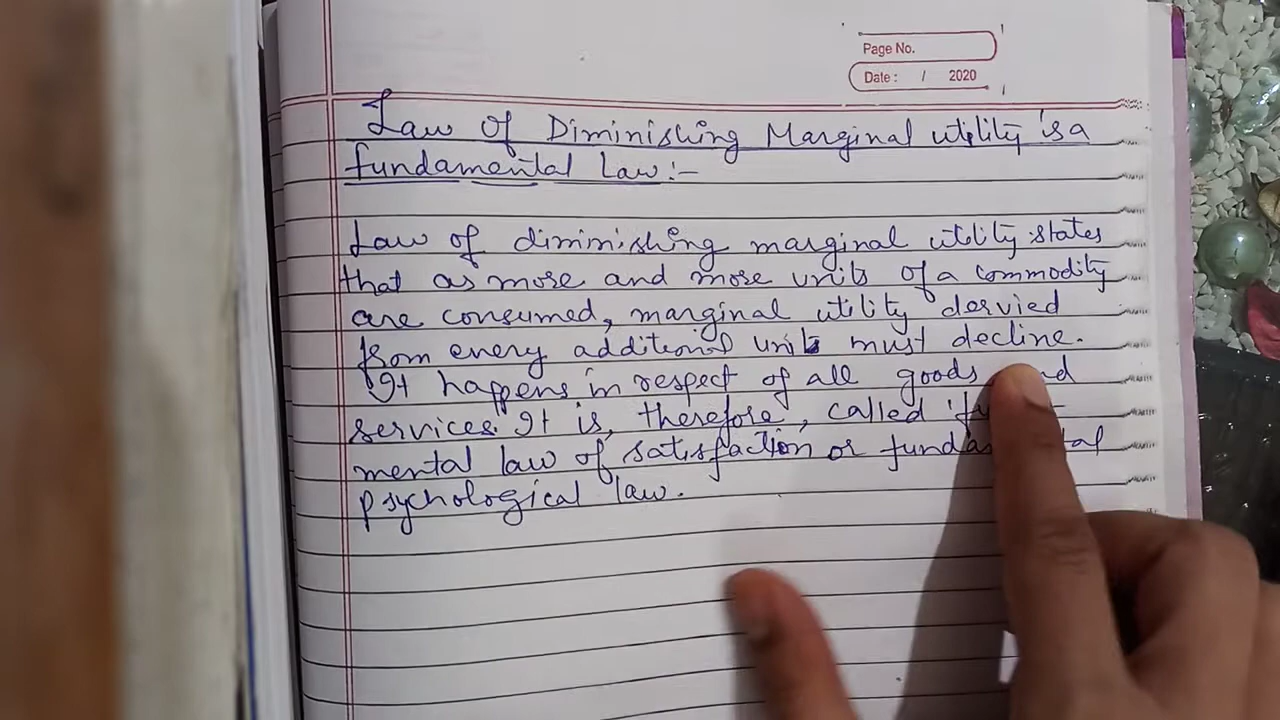 Page No.
Date : / 2020
Law of Diminishing Marginal utility is a
fundamental Law :-
Law of diminishing marginal utility states
that as more and more units of a commodity
are consumed, marginal utility dervied
from every additional unit must decline.
It happens in respect of all goods
services. It is, therefore, called
mental law of satisfaction or
psychological law.